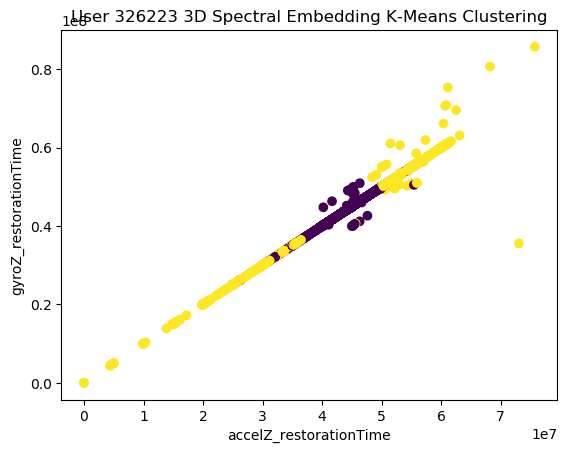 User 326223 3D Spectral Embedding K-Means Clustering
1e8
0.8
0.6
0.4
0.2
0.0
gyroZ_restorationTime
0 1 2 3 4 5 6 7
1e7
accelZ_restorationTime